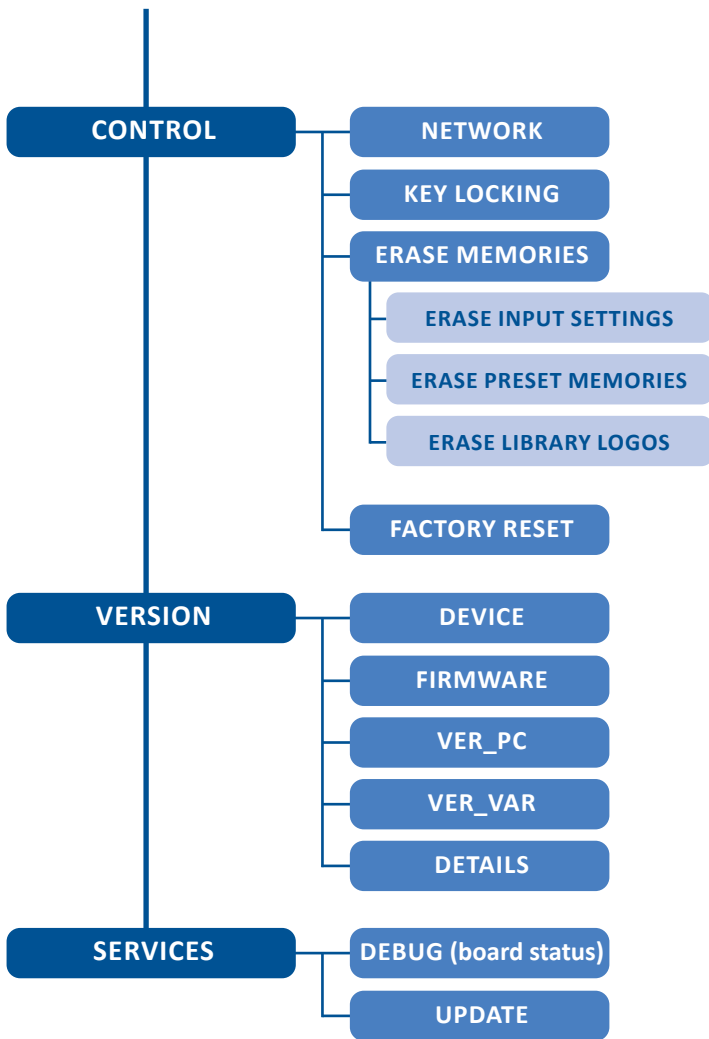 CONTROL
NETWORK
KEY LOCKING
ERASE MEMORIES
ERASE INPUT SETTINGS
ERASE PRESET MEMORIES
ERASE LIBRARY LOGOS
FACTORY RESET
VERSION
DEVICE
FIRMWARE
VER_PC
VER_VAR
DETAILS
SERVICES
DEBUG (board status)
UPDATE